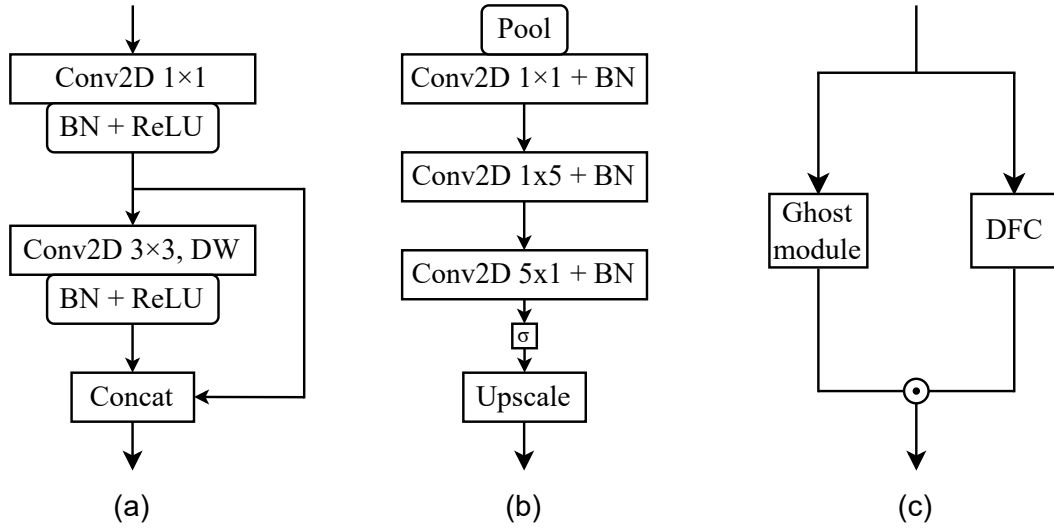 Conv2D 1×1
BN + ReLU
Conv2D 3×3, DW
BN + ReLU
Concat
(a)
Pool
Conv2D 1×1 + BN
Conv2D 1x5 + BN
Conv2D 5x1 + BN
σ
Upscale
(b)
Ghost
module
DFC
(c)